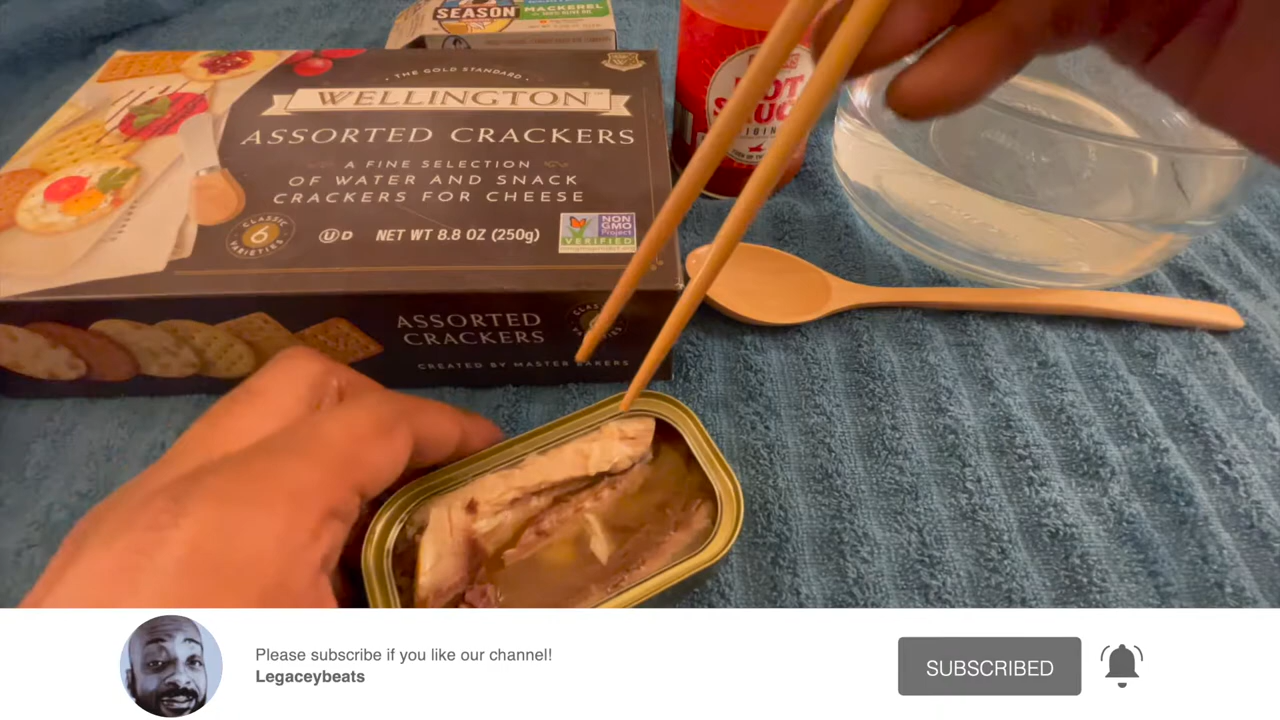 SEASON
MACKEREL
THE GOLD STANDARD
WELLINGTON
ASSORTED CRACKERS
A FINE SELECTION
OF WATER AND SNACK
CRACKERS FOR CHEESE
CLASSIC
6
VARIETIES
U D
NET WT 8.8 OZ (250g)
NON
GMO
Project
VERIFIED
HOT
SAUCE
ASSORTED
CRACKERS
CREATED BY MASTER BAKERS
Please subscribe if you like our channel!
Legaceybeats
SUBSCRIBED